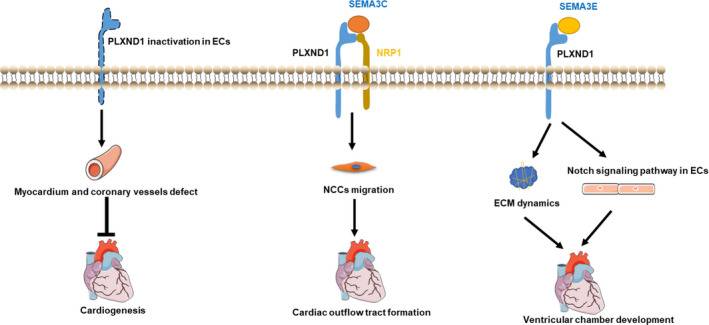 SEMA3C
SEMA3E
PLXND1 inactivation in ECs
PLXND1
NRP1
PLXND1
Myocardium and coronary vessels defect
NCCs migration
ECM dynamics
Notch signaling pathway in ECs
Cardiogenesis
Cardiac outflow tract formation
Ventricular chamber development